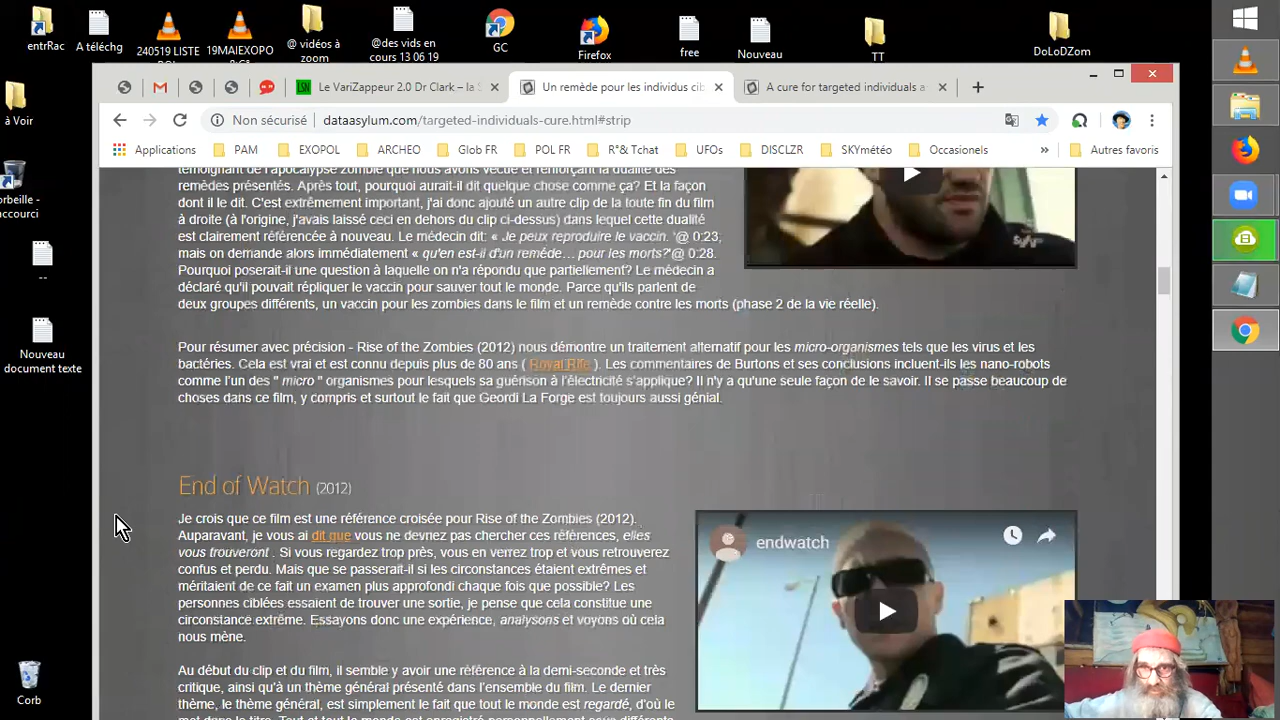 entrRac
A téléchg
240519 LISTE
19MAIEXPO
@ vidéos à
zoom
@des vids en
cours 13 06 19
GC
Firefox
free
Nouveau
TT
DoLoDZom
à Voir
orbeille -
accourci
--
Nouveau
document texte
Corb
Le VariZappeur 2.0 Dr Clark – la S
Un remède pour les individus cib
A cure for targeted individuals a
Non sécurisé
dataasylum.com/targeted-individuals-cure.html#strip
Applications
PAM
EXOPOL
ARCHEO
Glob FR
POL FR
R°& Tchat
UFOs
DISCLZR
SKYmétéo
Occasionels
»
Autres favoris
témoignant de l'apocalypse zombie que nous avons vécue et renforçant la dualité des
remèdes présentés. Après tout, pourquoi aurait-il dit quelque chose comme ça? Et la façon
dont il le dit. C'est extrêmement important, j'ai donc ajouté un autre clip de la toute fin du film
à droite (à l'origine, j'avais laissé ceci en dehors du clip ci-dessus) dans lequel cette dualité
est clairement référencée à nouveau. Le médecin dit: « Je peux reproduire le vaccin. '@ 0:23,
mais on demande alors immédiatement « qu'en est-il d'un remède… pour les morts?'@ 0:28.
Pourquoi poserait-il une question à laquelle on n'a répondu que partiellement? Le médecin a
déclaré qu'il pouvait répliquer le vaccin pour sauver tout le monde. Parce qu'ils parlent de
deux groupes différents, un vaccin pour les zombies dans le film et un remède contre les morts (phase 2 de la vie réelle).
Syfy
Pour résumer avec précision - Rise of the Zombies (2012) nous démontre un traitement alternatif pour les micro-organismes tels que les virus et les
bactéries. Cela est vrai et est connu depuis plus de 80 ans ( Royal Rife ). Les commentaires de Burtons et ses conclusions incluent-ils les nano-robots
comme l'un des " micro " organismes pour lesquels sa guérison à l'électricité s'applique? Il n'y a qu'une seule façon de le savoir. Il se passe beaucoup de
choses dans ce film, y compris et surtout le fait que Geordi La Forge est toujours aussi génial.
End of Watch (2012)
Je crois que ce film est une référence croisée pour Rise of the Zombies (2012).
Auparavant, je vous ai dit que vous ne devriez pas chercher ces références, elles
vous trouveront . Si vous regardez trop près, vous en verrez trop et vous retrouverez
confus et perdu. Mais que se passerait-il si les circonstances étaient extrêmes et
méritaient de ce fait un examen plus approfondi chaque fois que possible? Les
personnes ciblées essaient de trouver une sortie, je pense que cela constitue une
circonstance extrême. Essayons donc une expérience, analysons et voyons où cela
nous mène.
endwatch
Au début du clip et du film, il semble y avoir une référence à la demi-seconde et très
critique, ainsi qu'à un thème général présenté dans l'ensemble du film. Le dernier
thème, le thème général, est simplement le fait que tout le monde est regardé, d'où le